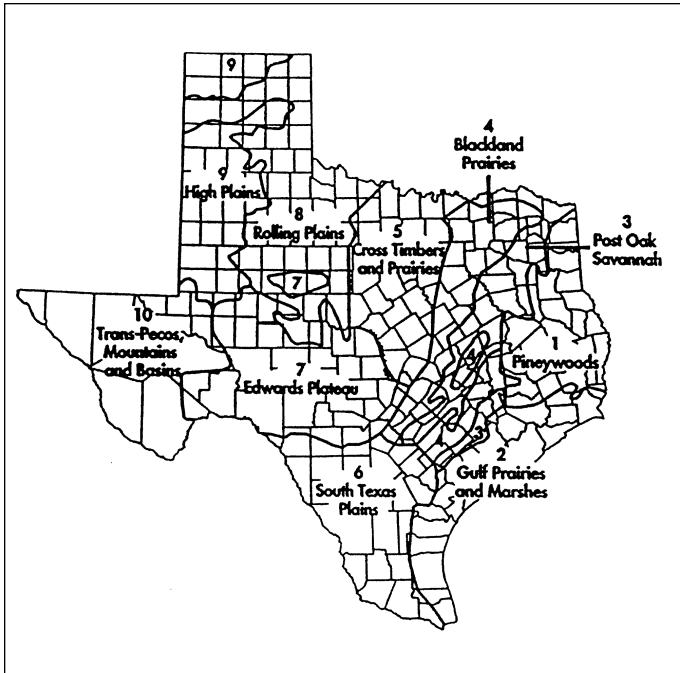 9
4
Blackland
Prairies
9
High Plains
8
Rolling Plains
5
Cross Timbers
and Prairies
3
Post Oak
Savannah
7
10
Trans-Pecos,
Mountains
and Basins
7
Edwards Plateau
4
1
Pineywoods
3
2
Gulf Prairies
and Marshes
6
South Texas
Plains